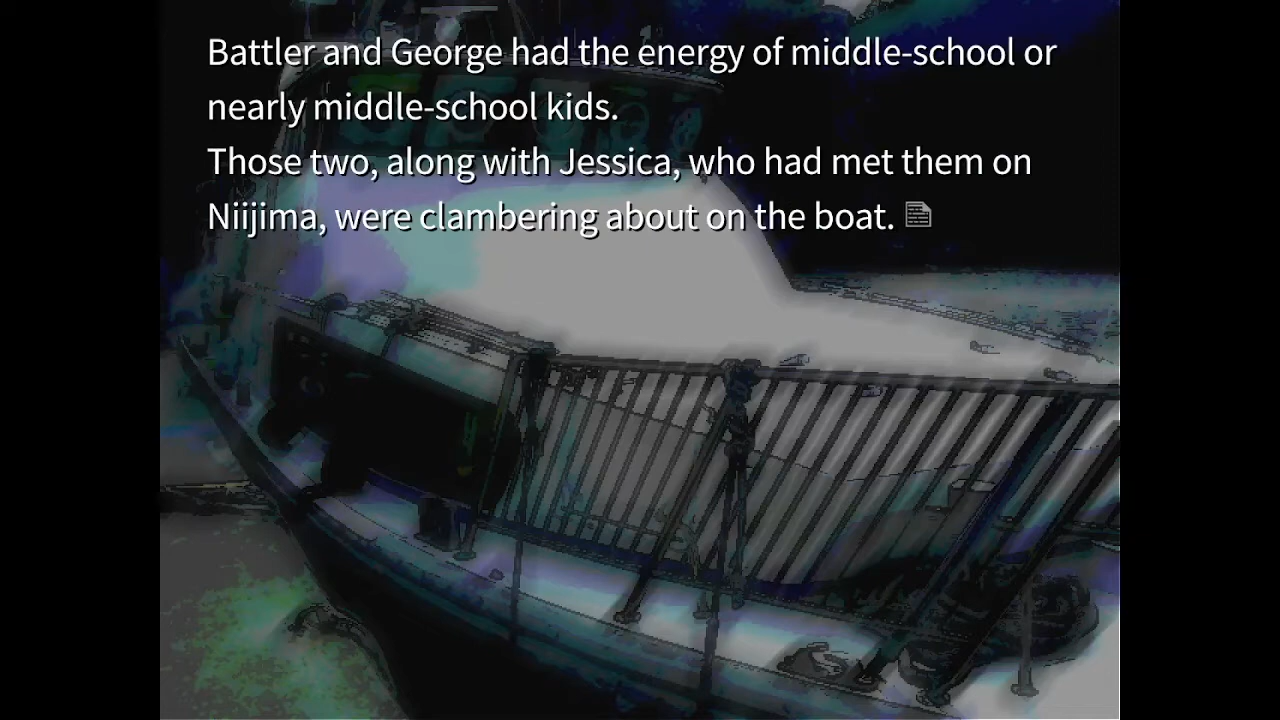 Battler and George had the energy of middle-school or
nearly middle-school kids.
Those two, along with Jessica, who had met them on
Niijima, were clambering about on the boat.